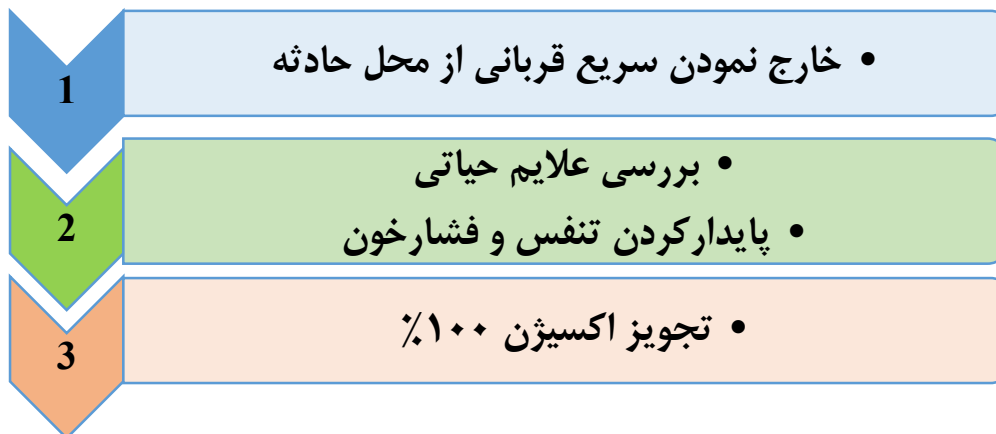 1
• خارج نمودن سریع قربانی از محل حادثه
2
• بررسی علایم حیاتی
• پایدارکردن تنفس و فشارخون
3
• تجویز اکسیژن ۱۰۰٪